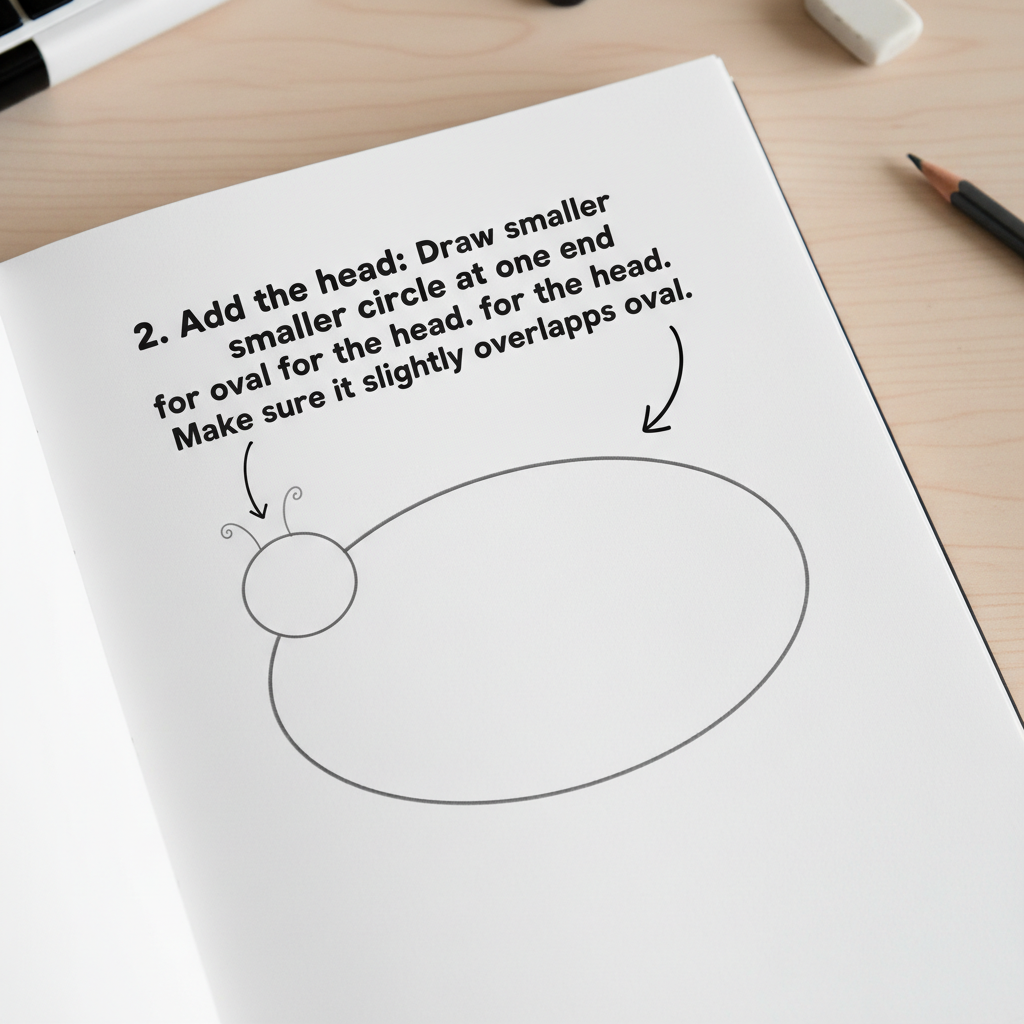 2. Add the head: Draw smaller
smaller circle at one end
for oval for the head. for the head.
Make sure it slightly overlapps oval.